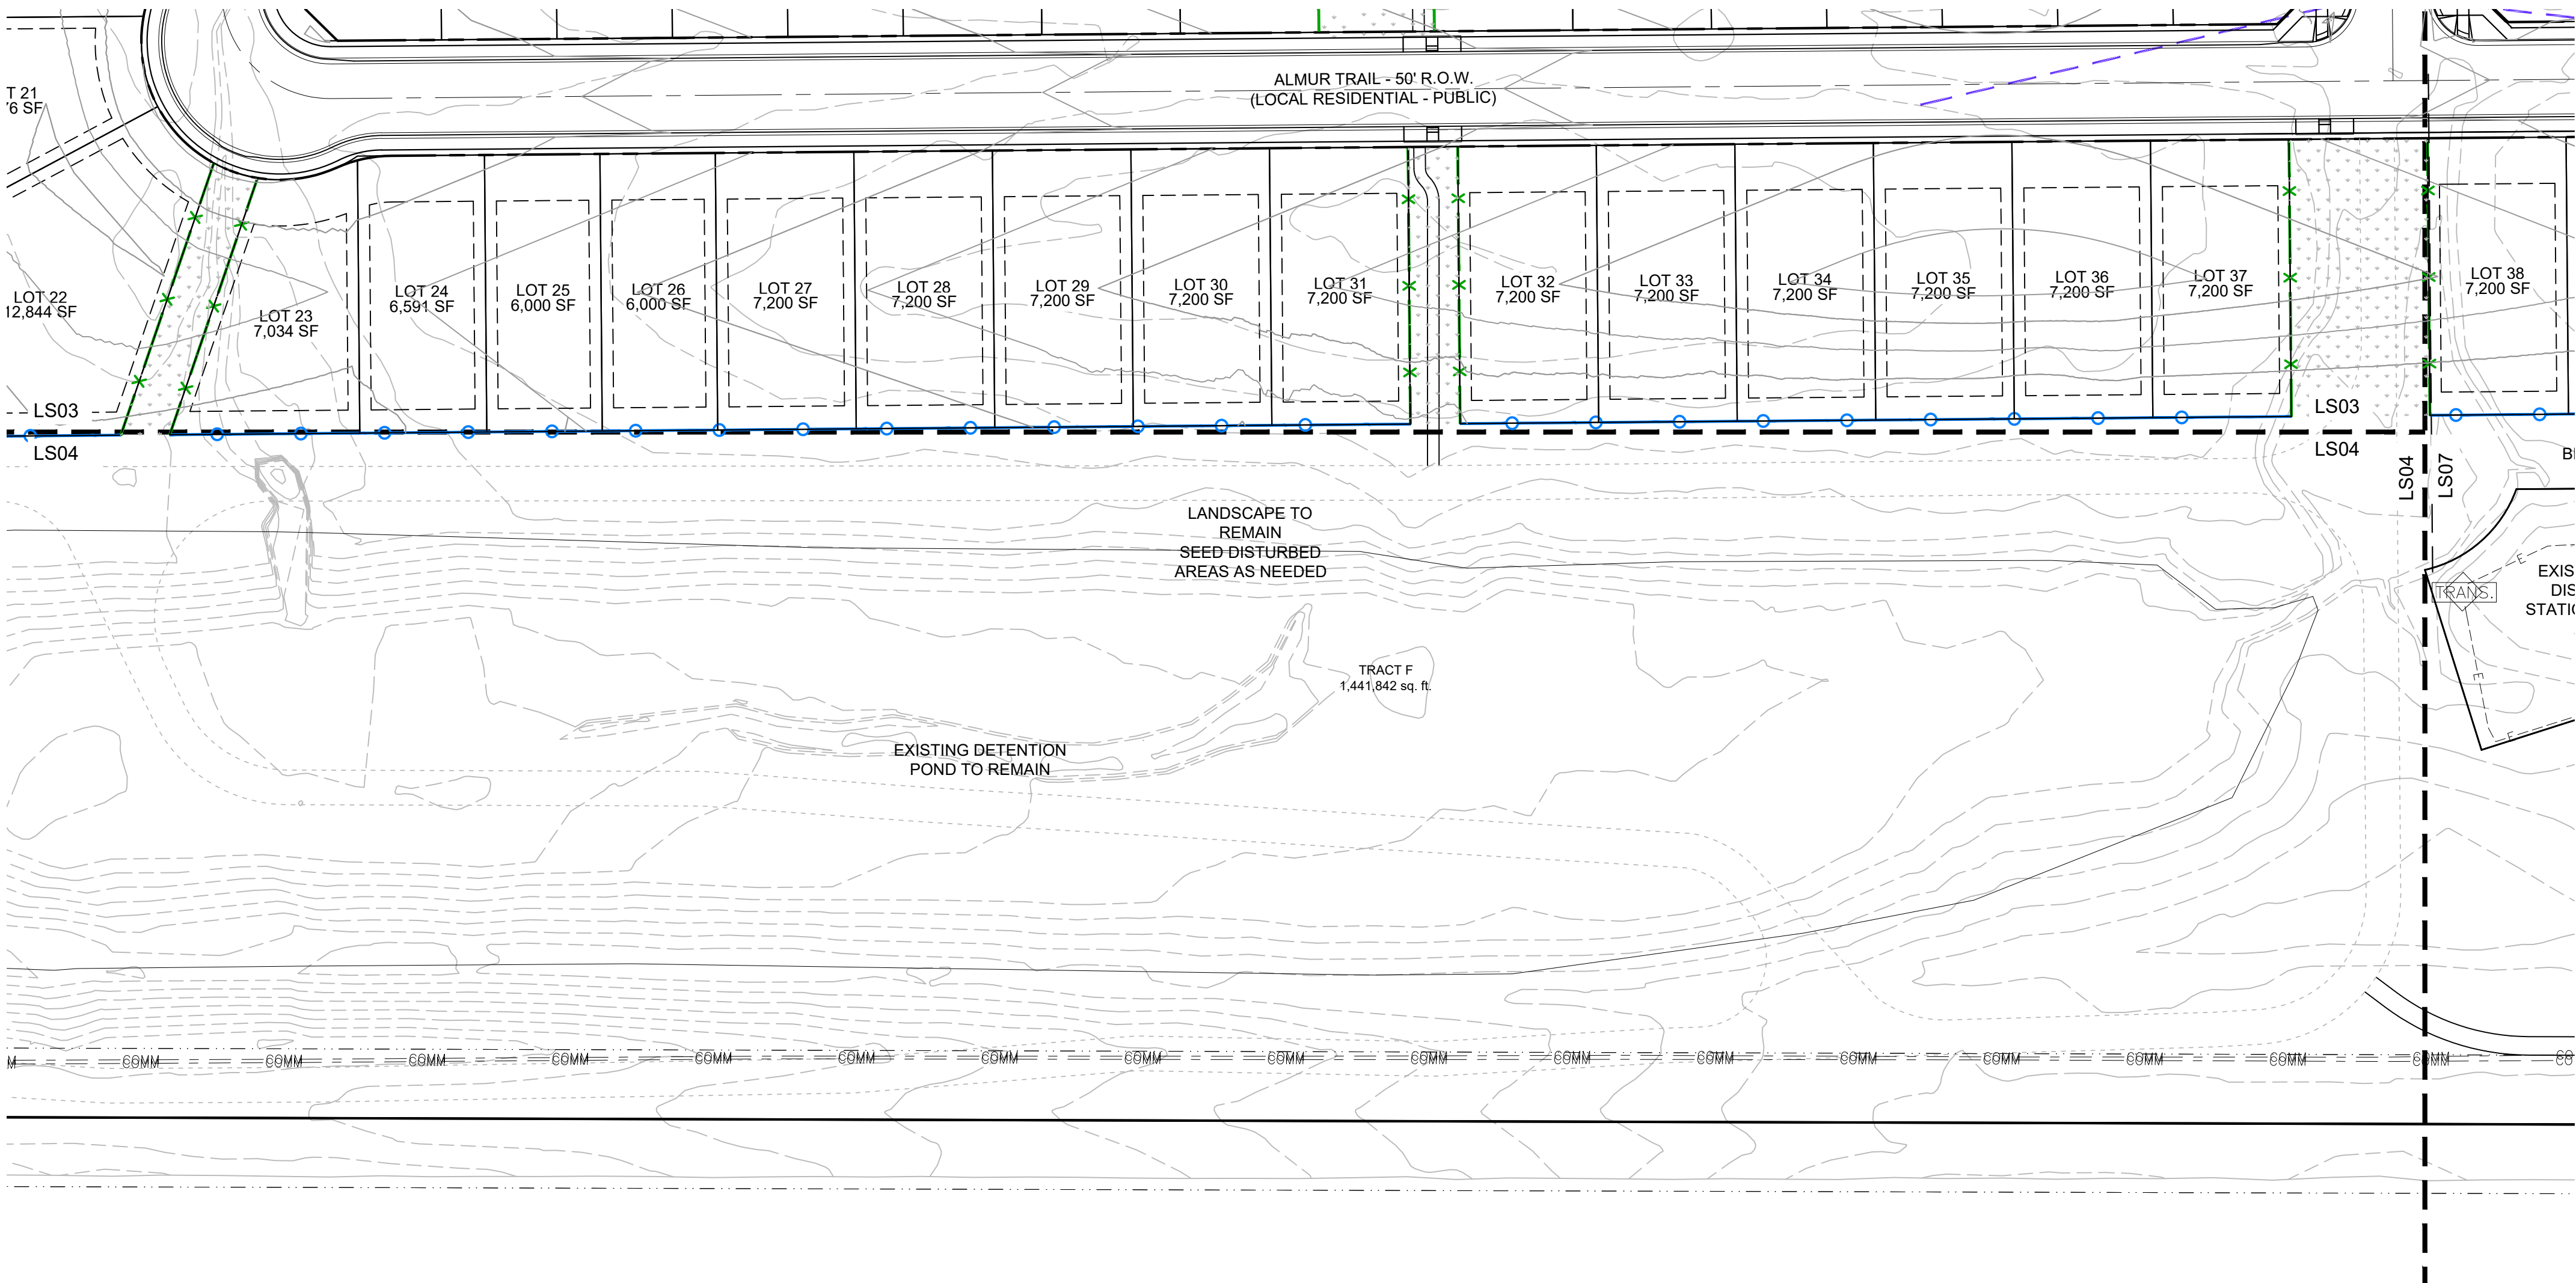 ALMUR TRAIL - 50' R.O.W.
(LOCAL RESIDENTIAL - PUBLIC)
T 21
'6 SF
LOT 22
12,844 SF
LOT 23
7,034 SF
LOT 24
6,591 SF
LOT 25
6,000 SF
LOT 26
6,000 SF
LOT 27
7,200 SF
LOT 28
7,200 SF
LOT 29
7,200 SF
LOT 30
7,200 SF
LOT 31
7,200 SF
LOT 32
7,200 SF
LOT 33
7,200 SF
LOT 34
7,200 SF
LOT 35
7,200 SF
LOT 36
7,200 SF
LOT 37
7,200 SF
LOT 38
7,200 SF
LS03
LS04
LS03
LS04
LS04
LS07
LANDSCAPE TO
REMAIN
SEED DISTURBED
AREAS AS NEEDED
EXIS
DIS
STATI
TRANS.
E
E
E
TRACT F
1,441,842 sq. ft.
EXISTING DETENTION
POND TO REMAIN
M COMM COMM COMM COMM COMM COMM COMM COMM COMM COMM COMM COMM COMM COMM COMM COMM COMM CO